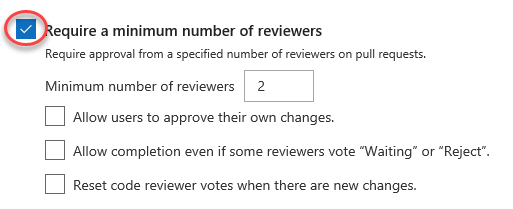 Require a minimum number of reviewers
Require approval from a specified number of reviewers on pull requests.
Minimum number of reviewers 2
Allow users to approve their own changes.
Allow completion even if some reviewers vote “Waiting” or “Reject”.
Reset code reviewer votes when there are new changes.